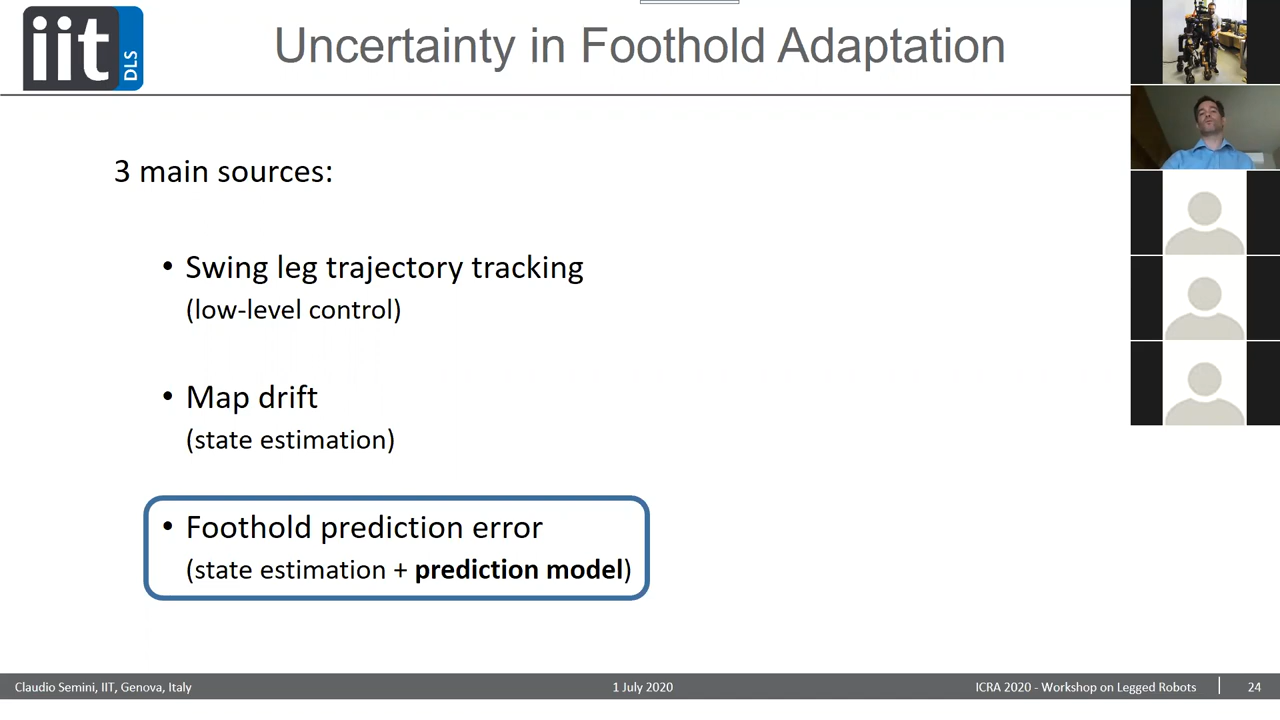 iit
DLS
Uncertainty in Foothold Adaptation
3 main sources:
• Swing leg trajectory tracking
(low-level control)
• Map drift
(state estimation)
• Foothold prediction error
(state estimation + prediction model)
Claudio Semini, IIT, Genova, Italy
1 July 2020
ICRA 2020 - Workshop on Legged Robots
24